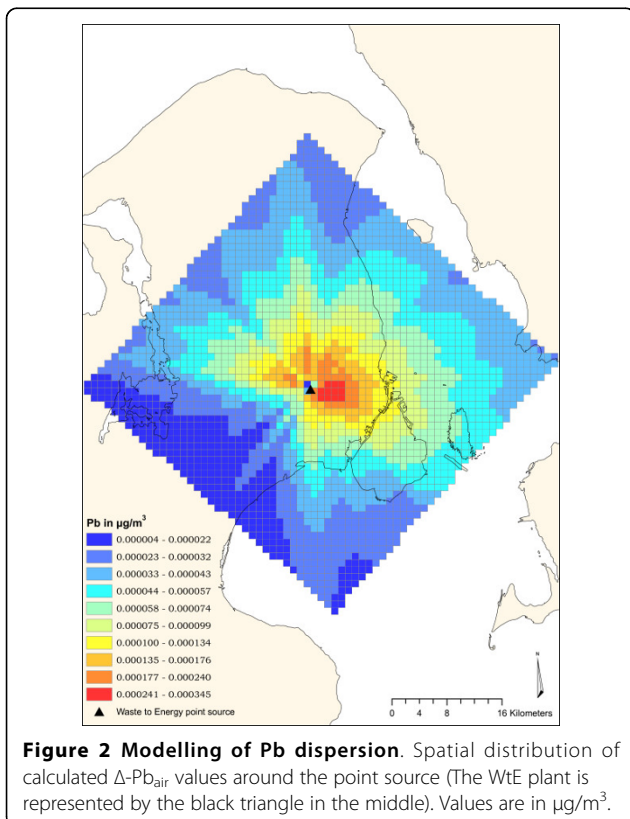 Pb in µg/m³
0.000004 - 0.000022
0.000023 - 0.000032
0.000033 - 0.000043
0.000044 - 0.000057
0.000058 - 0.000074
0.000075 - 0.000099
0.000100 - 0.000134
0.000135 - 0.000176
0.000177 - 0.000240
0.000241 - 0.000345
Waste to Energy point source
0 4 8 16 Kilometers
Figure 2 Modelling of Pb dispersion. Spatial distribution of
calculated Δ-Pbair values around the point source (The WtE plant is
represented by the black triangle in the middle). Values are in µg/m³.